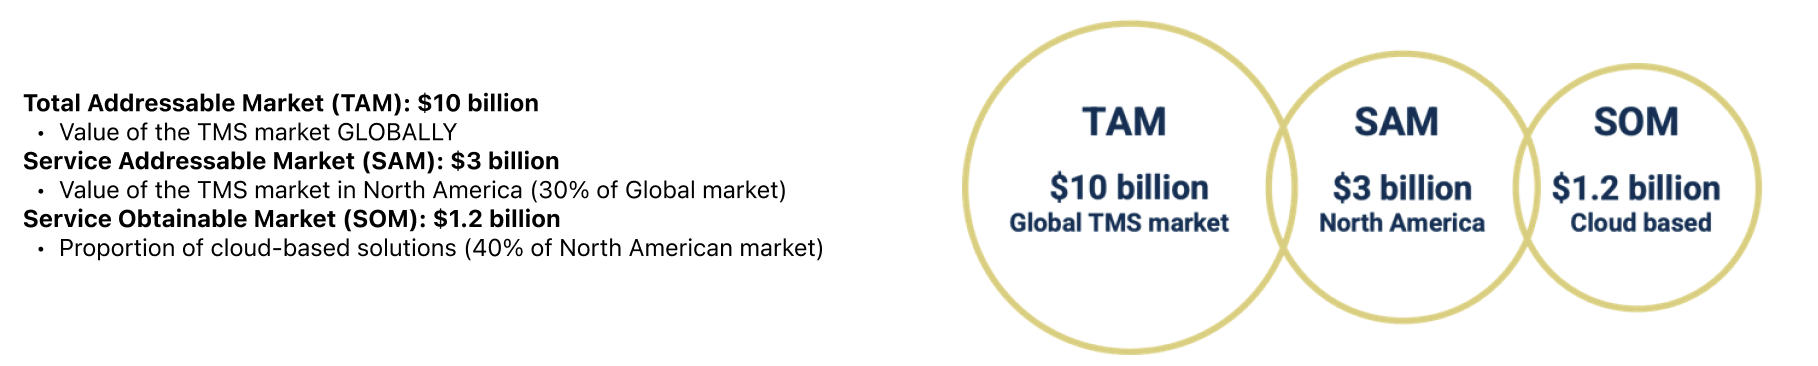 Total Addressable Market (TAM): $10 billion
• Value of the TMS market GLOBALLY
Service Addressable Market (SAM): $3 billion
• Value of the TMS market in North America (30% of Global market)
Service Obtainable Market (SOM): $1.2 billion
• Proportion of cloud-based solutions (40% of North American market)
TAM
$10 billion
Global TMS market
SAM
$3 billion
North America
SOM
$1.2 billion
Cloud based